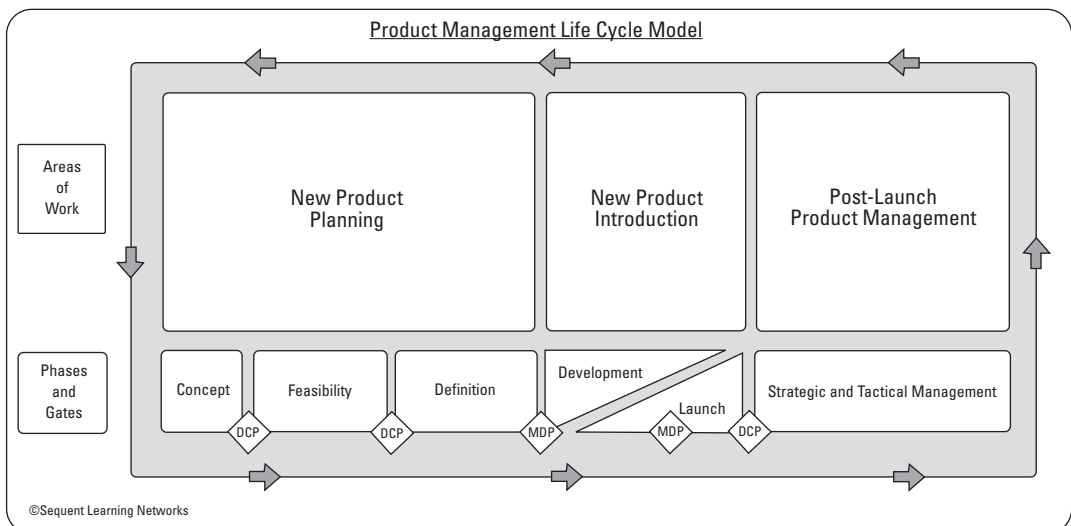 Product Management Life Cycle Model
Areas
of
Work
New Product
Planning
New Product
Introduction
Post-Launch
Product Management
Phases
and
Gates
Concept
Feasibility
Definition
Development
Launch
Strategic and Tactical Management
DCP
DCP
MDP
MDP
DCP
©Sequent Learning Networks